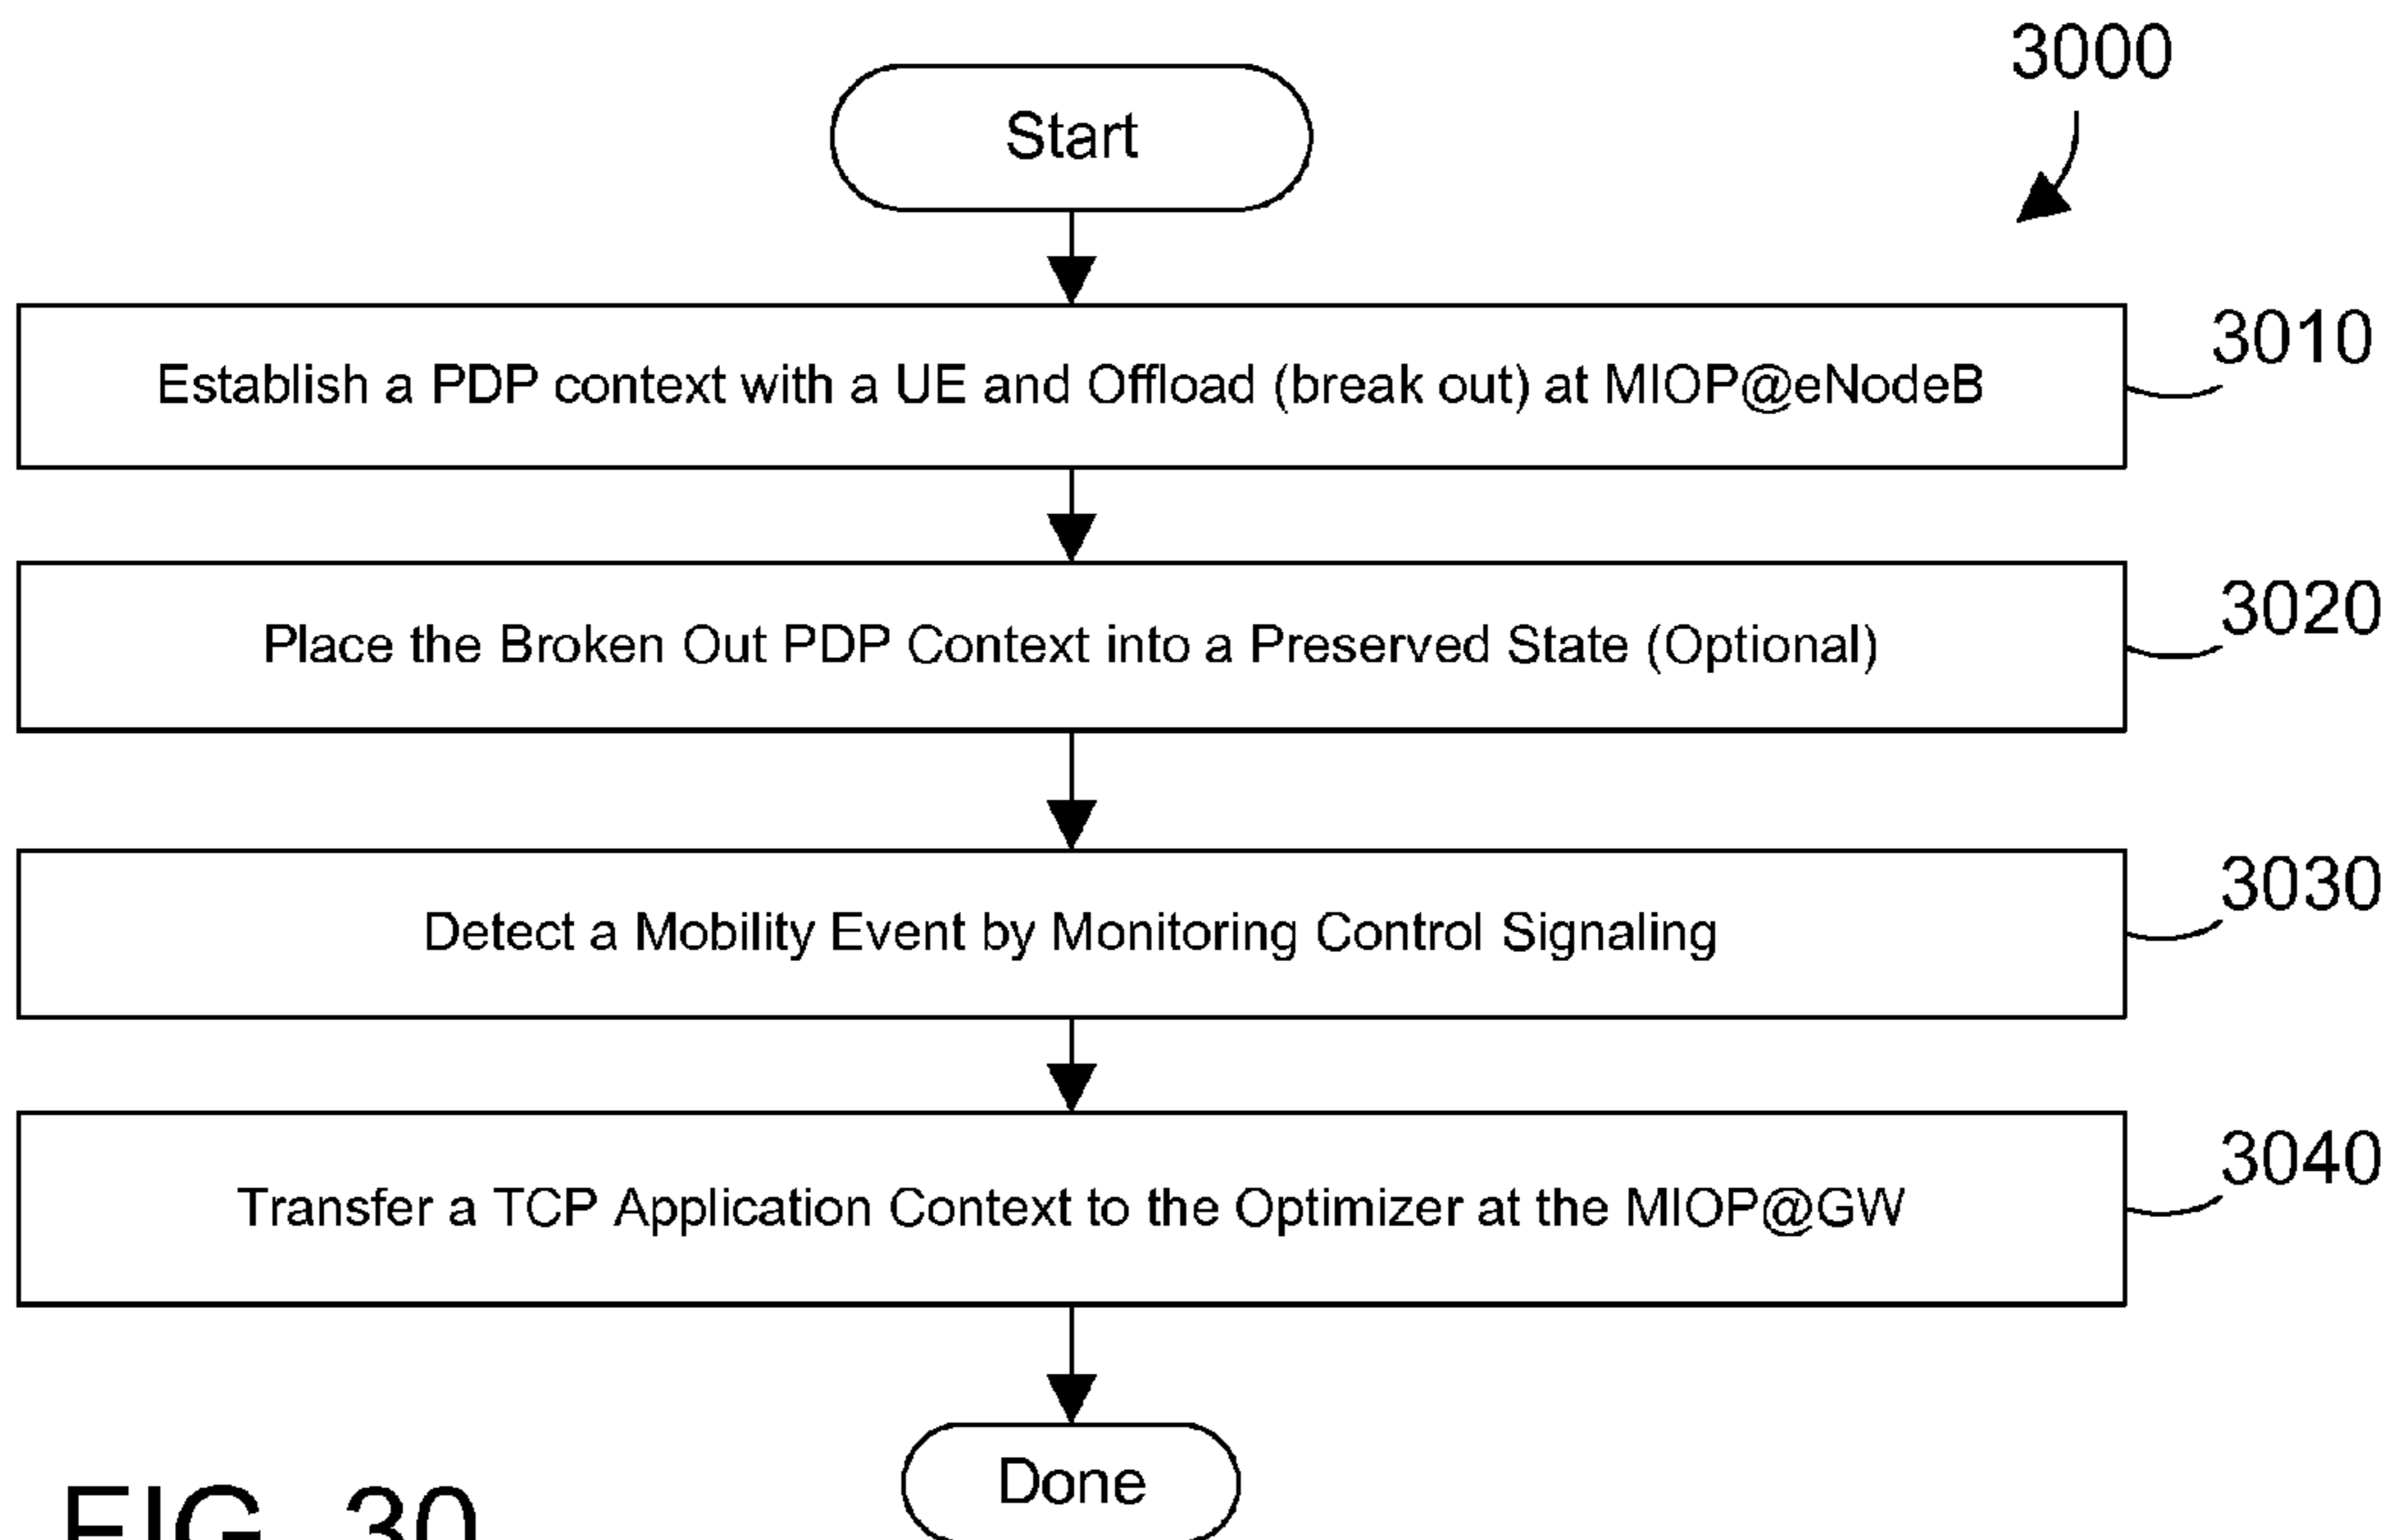 3000
Start
Establish a PDP context with a UE and Offload (break out) at MIOP@eNodeB
3010
Place the Broken Out PDP Context into a Preserved State (Optional)
3020
Detect a Mobility Event by Monitoring Control Signaling
3030
Transfer a TCP Application Context to the Optimizer at the MIOP@GW
3040
Done
FIG. 30